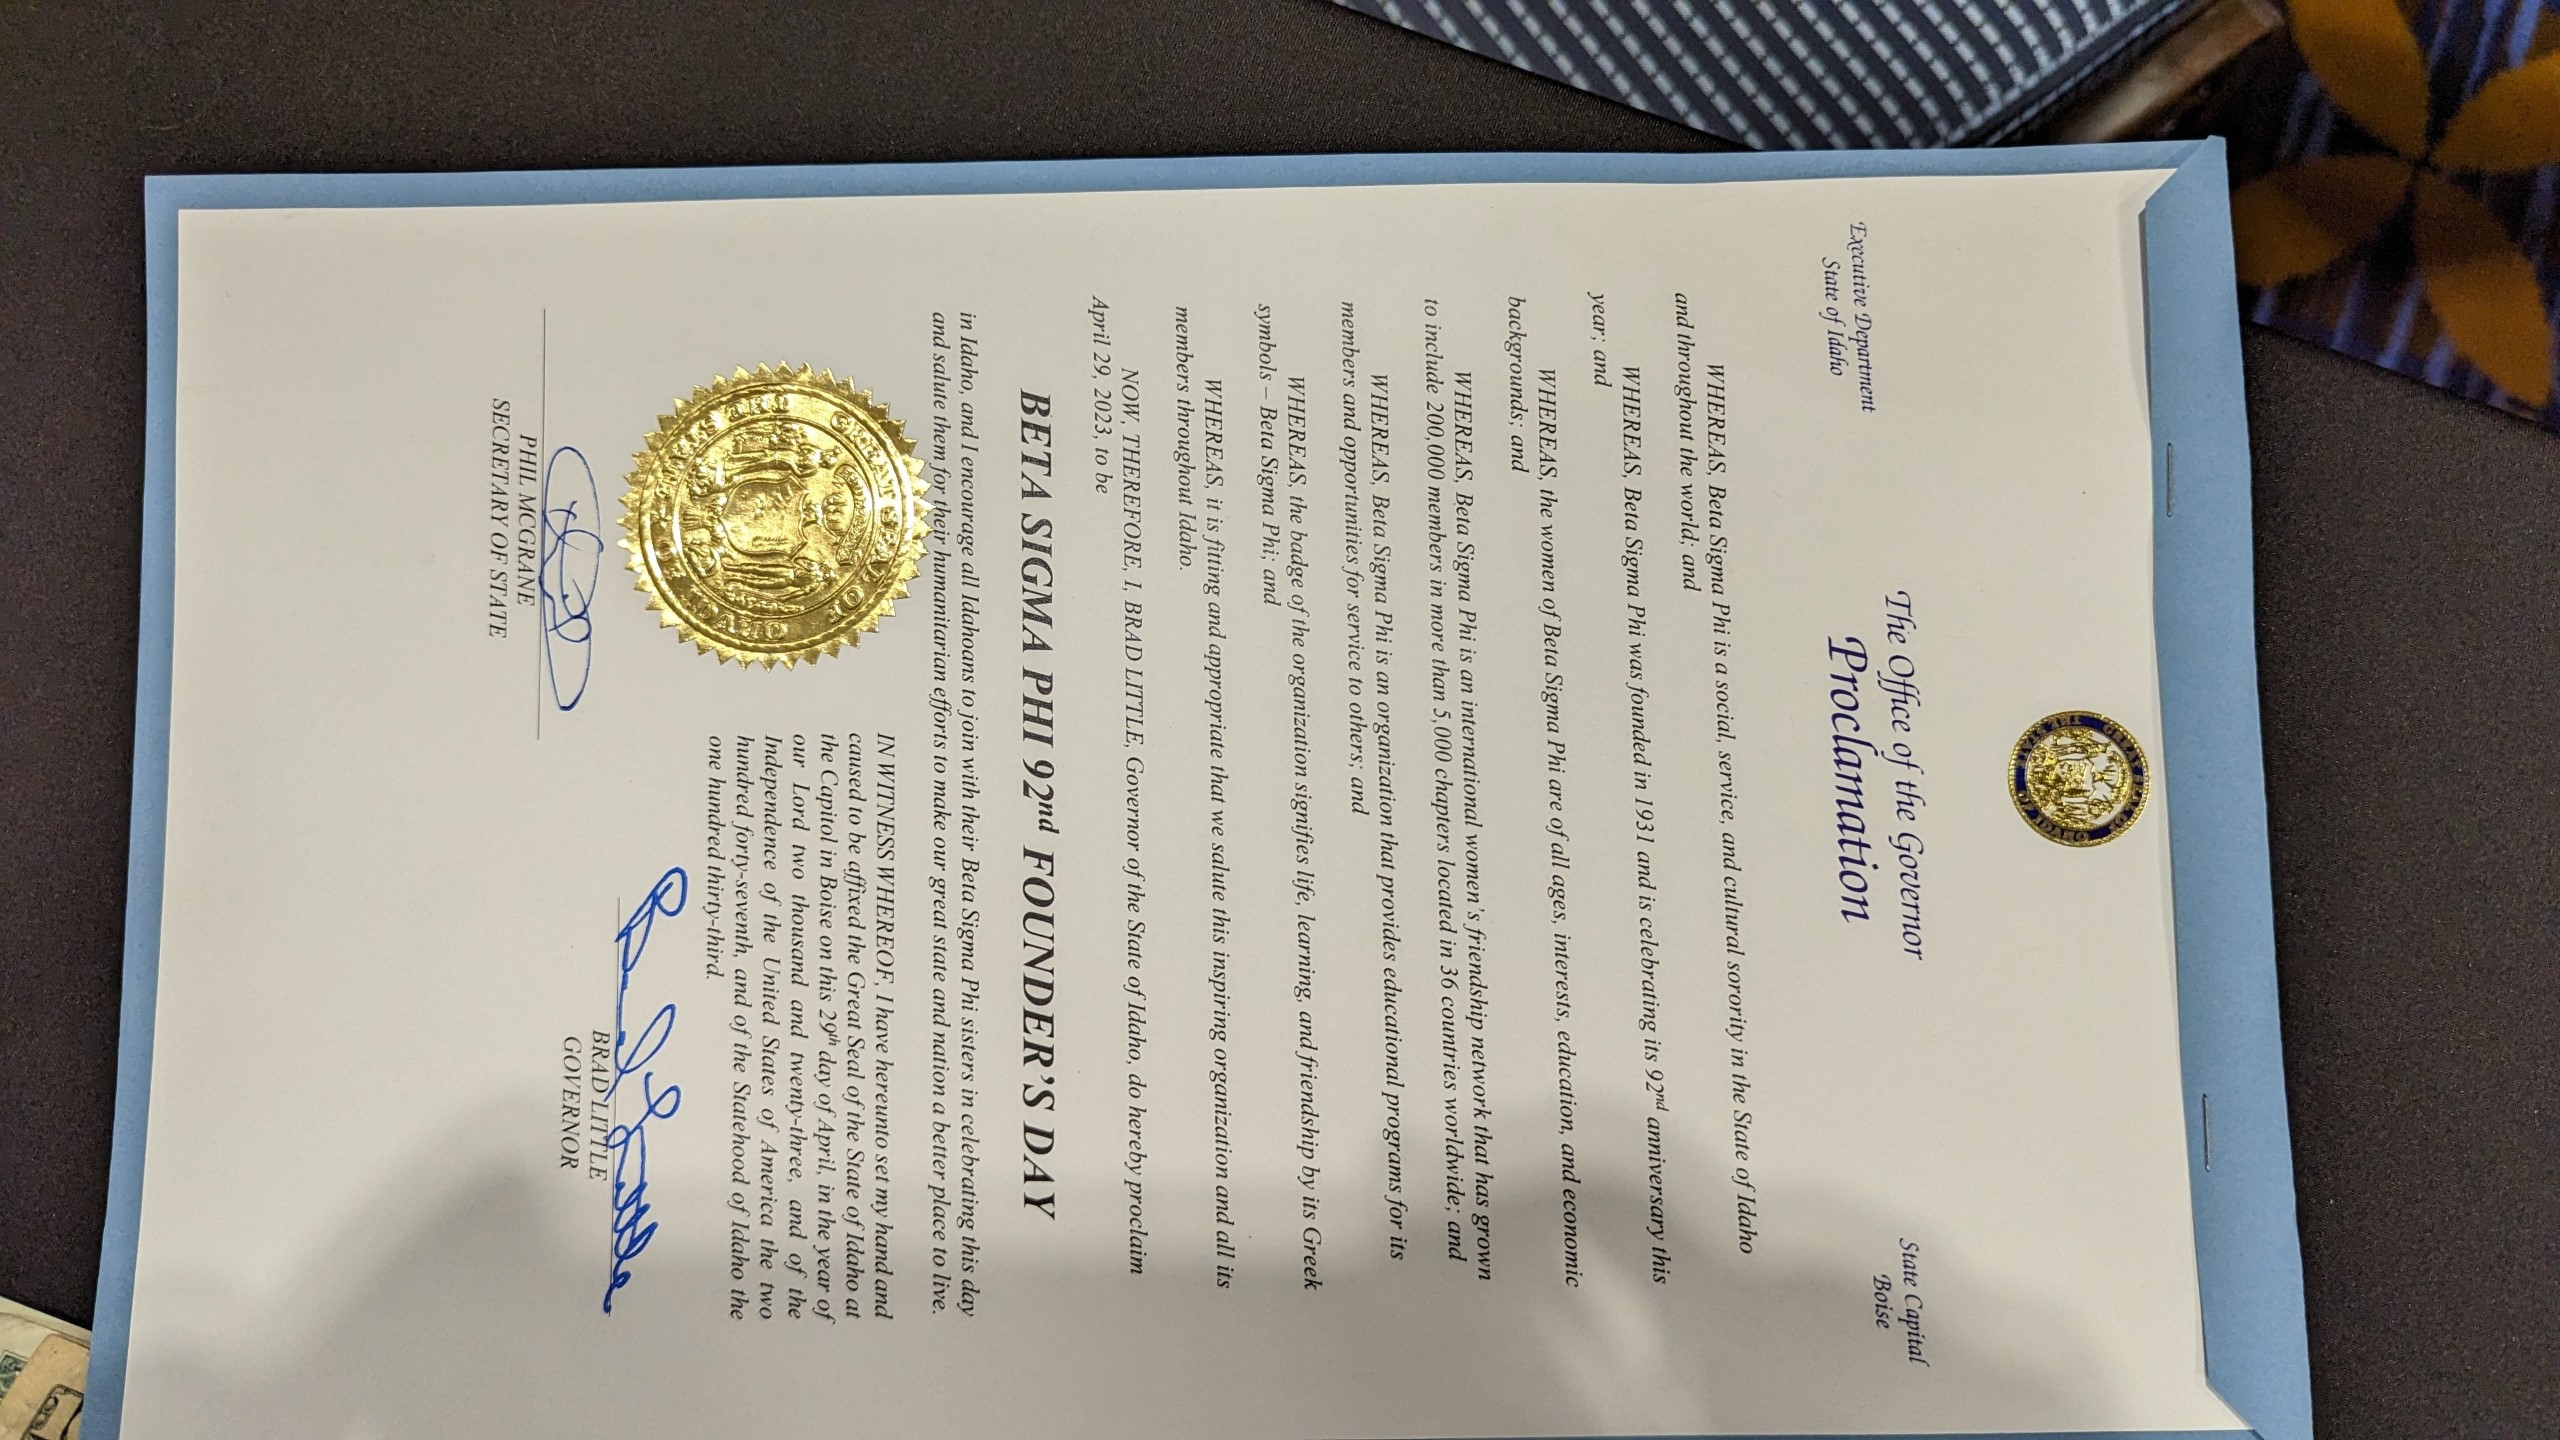 The Office of the Governor
Proclamation
Executive Department
State of Idaho
State Capital
Boise
WHEREAS, Beta Sigma Phi is a social, service, and cultural sorority in the State of Idaho
and throughout the world; and
WHEREAS, Beta Sigma Phi was founded in 1931 and is celebrating its 92nd anniversary this
year; and
WHEREAS, the women of Beta Sigma Phi are of all ages, interests, education, and economic
backgrounds; and
WHEREAS, Beta Sigma Phi is an international women's friendship network that has grown
to include 200,000 members in more than 5,000 chapters located in 36 countries worldwide; and
WHEREAS, Beta Sigma Phi is an organization that provides educational programs for its
members and opportunities for service to others; and
WHEREAS, the badge of the organization signifies life, learning, and friendship by its Greek
symbols – Beta Sigma Phi; and
WHEREAS, it is fitting and appropriate that we salute this inspiring organization and all its
members throughout Idaho.
NOW, THEREFORE, I, BRAD LITTLE, Governor of the State of Idaho, do hereby proclaim
April 29, 2023, to be
BETA SIGMA PHI 92nd FOUNDER'S DAY
in Idaho, and I encourage all Idahoans to join with their Beta Sigma Phi sisters in celebrating this day
and salute them for their humanitarian efforts to make our great state and nation a better place to live.
IN WITNESS WHEREOF, I have hereunto set my hand and
caused to be affixed the Great Seal of the State of Idaho at
the Capitol in Boise on this 29th day of April, in the year of
our Lord two thousand and twenty-three, and of the
Independence of the United States of America the two
hundred forty-seventh, and of the Statehood of Idaho the
one hundred thirty-third.
GREAT SEAL OF
THE STATE OF IDAHO
BRAD LITTLE
GOVERNOR
PHIL MCGRANE
SECRETARY OF STATE